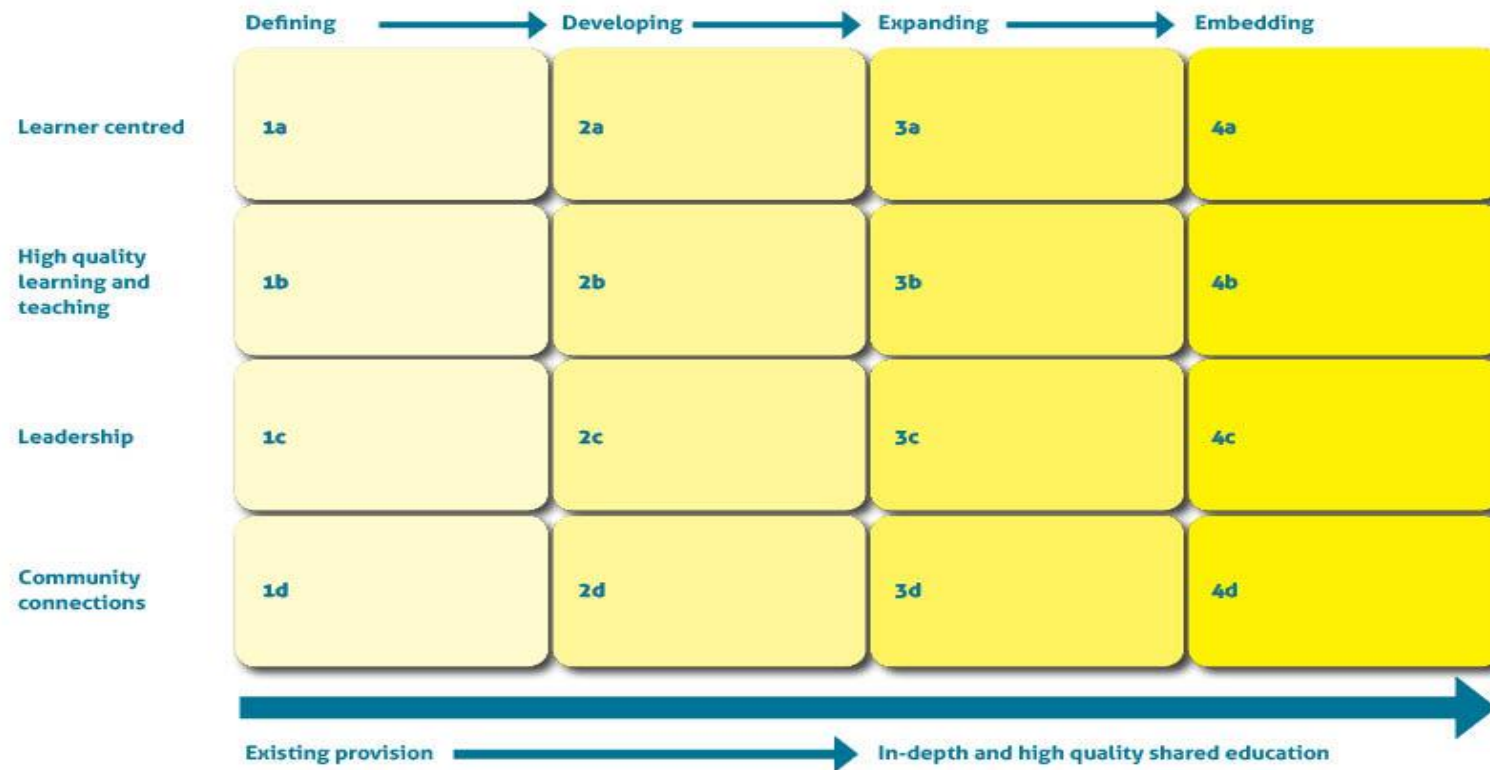 Defining Developing Expanding Embedding
Learner centred 1a 2a 3a 4a
High quality
learning and 1b 2b 3b 4b
teaching
Leadership 1c 2c 3c 4c
Community
connections 1d 2d 3d 4d
Existing provision In-depth and high quality shared education